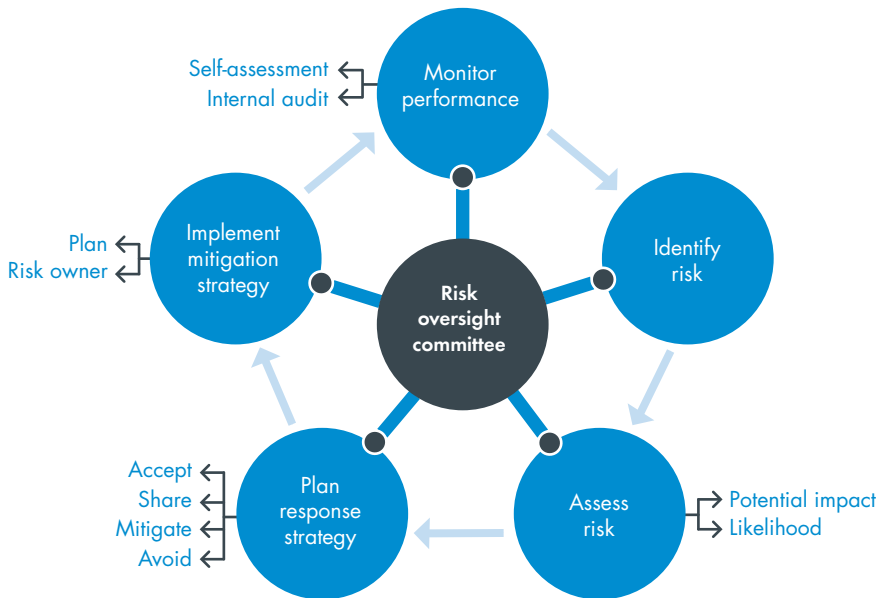 Self-assessment
Internal audit
Monitor
performance
Plan
Risk owner
Implement
mitigation
strategy
Identify
risk
Risk
oversight
committee
Accept
Share
Mitigate
Avoid
Plan
response
strategy
Assess
risk
Potential impact
Likelihood